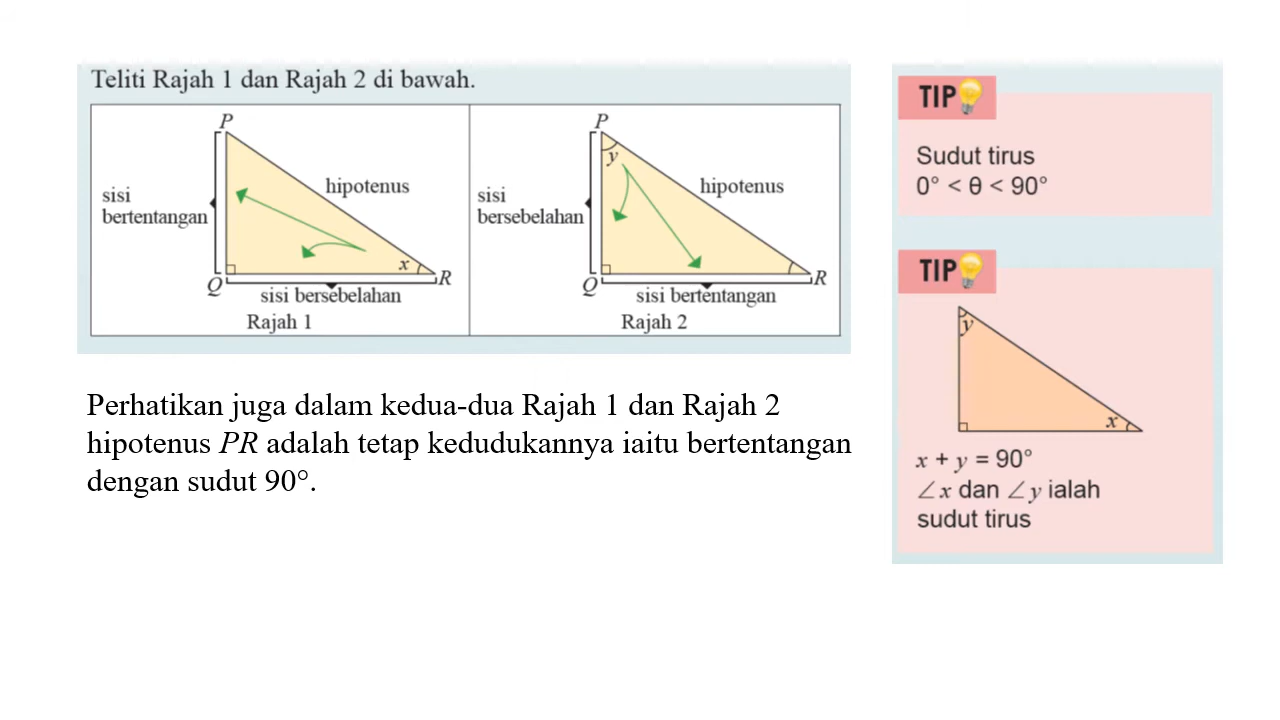 Teliti Rajah 1 dan Rajah 2 di bawah.
P
sisi
bertentangan
hipotenus
x
Q
R
sisi bersebelahan
Rajah 1
P
y
sisi
bersebelahan
hipotenus
Q
R
sisi bertentangan
Rajah 2
Perhatikan juga dalam kedua-dua Rajah 1 dan Rajah 2
hipotenus PR adalah tetap kedudukannya iaitu bertentangan
dengan sudut 90°.
TIP
Sudut tirus
0° < θ < 90°
TIP
y
x
x + y = 90°
∠x dan ∠y ialah
sudut tirus